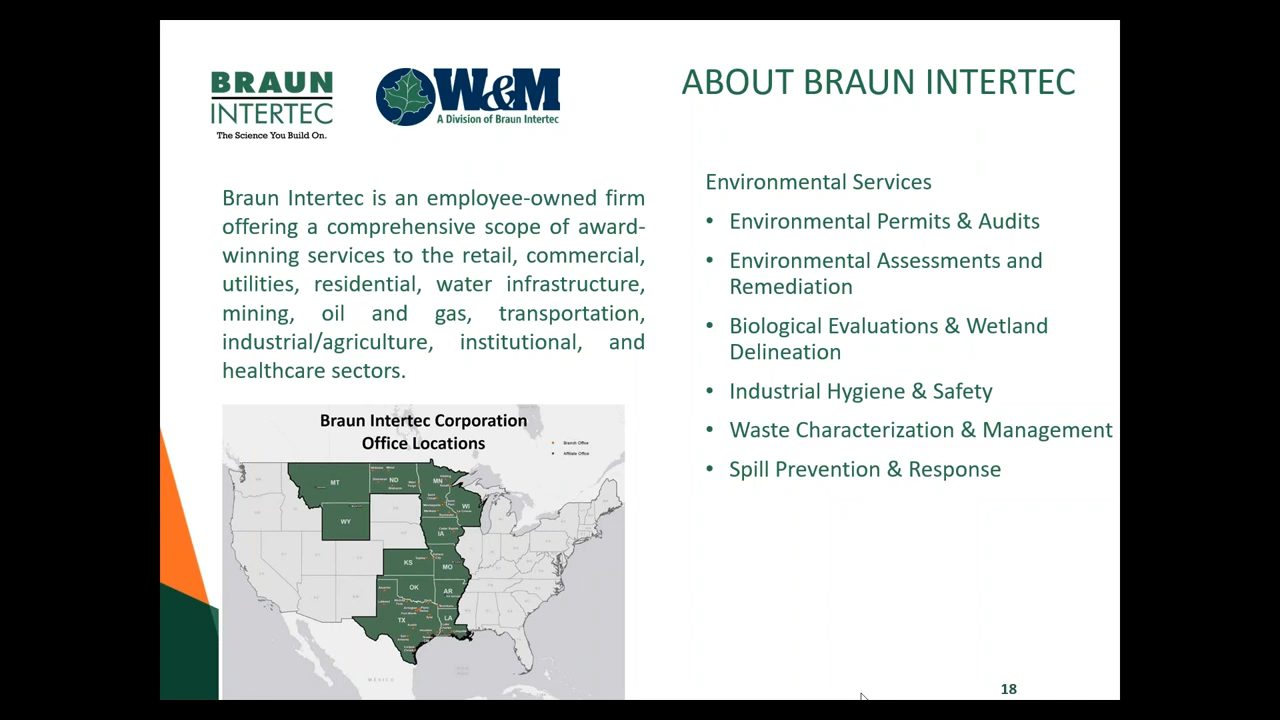 BRAUN
INTERTEC
The Science You Build On.
W&M
A Division of Braun Intertec
ABOUT BRAUN INTERTEC
Braun Intertec is an employee-owned firm
offering a comprehensive scope of award-
winning services to the retail, commercial,
utilities, residential, water infrastructure,
mining, oil and gas, transportation,
industrial/agriculture, institutional, and
healthcare sectors.
Environmental Services
• Environmental Permits & Audits
• Environmental Assessments and
Remediation
• Biological Evaluations & Wetland
Delineation
• Industrial Hygiene & Safety
• Waste Characterization & Management
• Spill Prevention & Response
Braun Intertec Corporation
Office Locations
Branch Office
Affiliate Office
MT
ND
MN
WI
WY
IA
KS
MO
OK
AR
TX
LA
MÉXICO
18